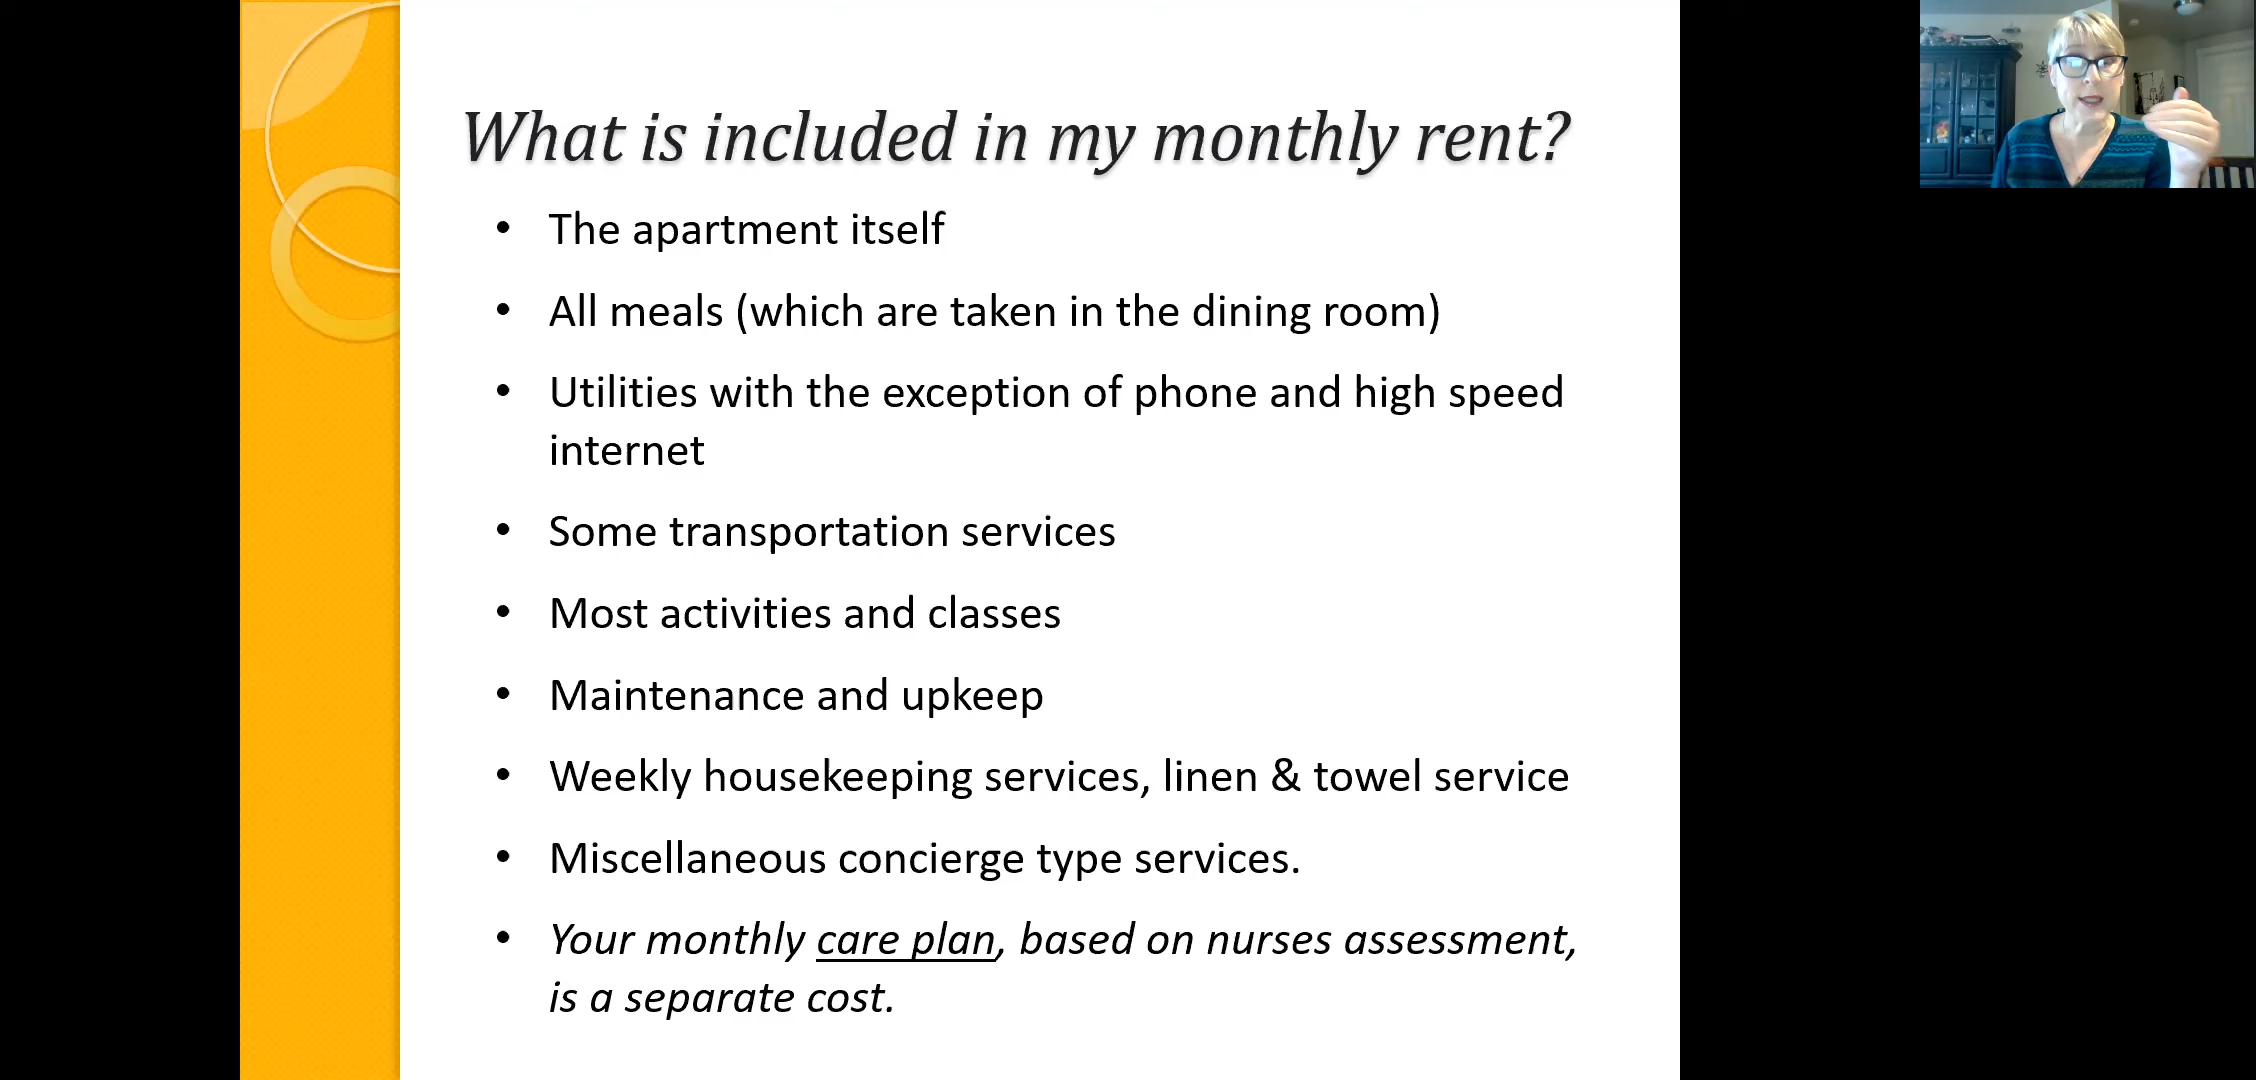 What is included in my monthly rent?
• The apartment itself
• All meals (which are taken in the dining room)
• Utilities with the exception of phone and high speed
internet
• Some transportation services
• Most activities and classes
• Maintenance and upkeep
• Weekly housekeeping services, linen & towel service
• Miscellaneous concierge type services.
• Your monthly care plan, based on nurses assessment,
is a separate cost.